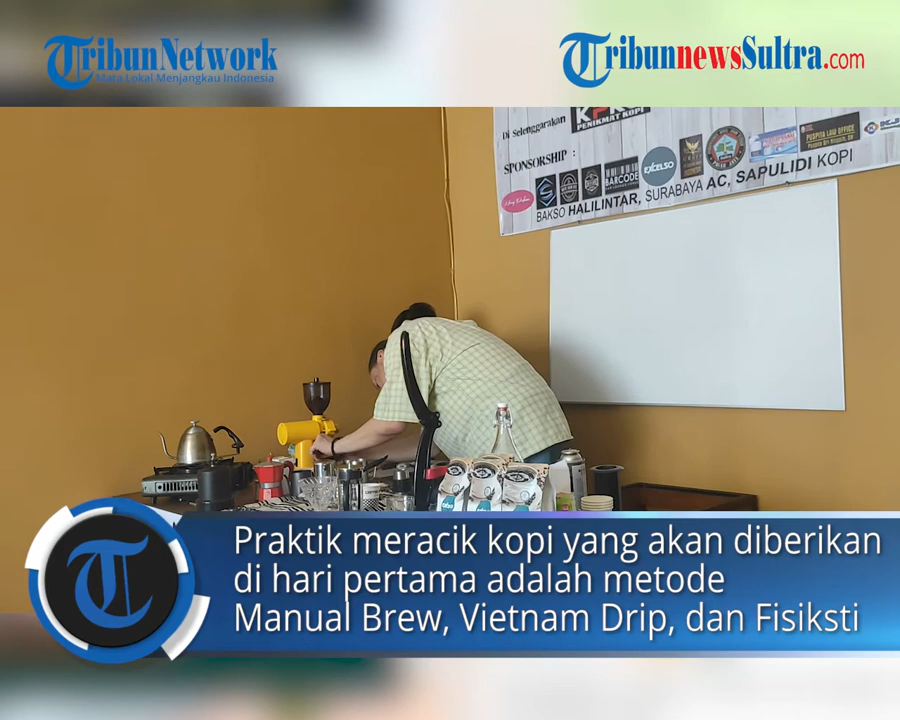 TribunNetwork
Mata Lokal Menjangkau Indonesia
TribunnewsSultra.com
Di Selenggarakan
PENIKMAT KOPI
SPONSORSHIP :
BARCODE
EXCELSO
PUSPITA LAW OFFICE
BAKSO HALILINTAR, SURABAYA AC, SAPULIDI KOPI
Praktik meracik kopi yang akan diberikan
di hari pertama adalah metode
Manual Brew, Vietnam Drip, dan Fisiksti